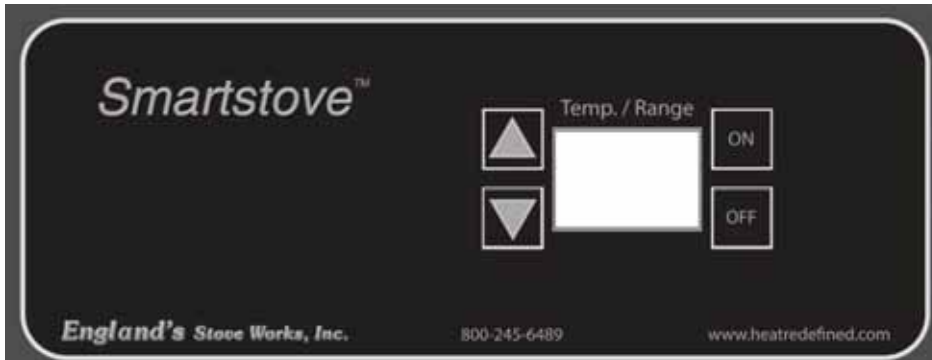 Smartstove™
Temp. / Range
ON
OFF
England's Stove Works, Inc.
800-245-6489
www.heatredefined.com